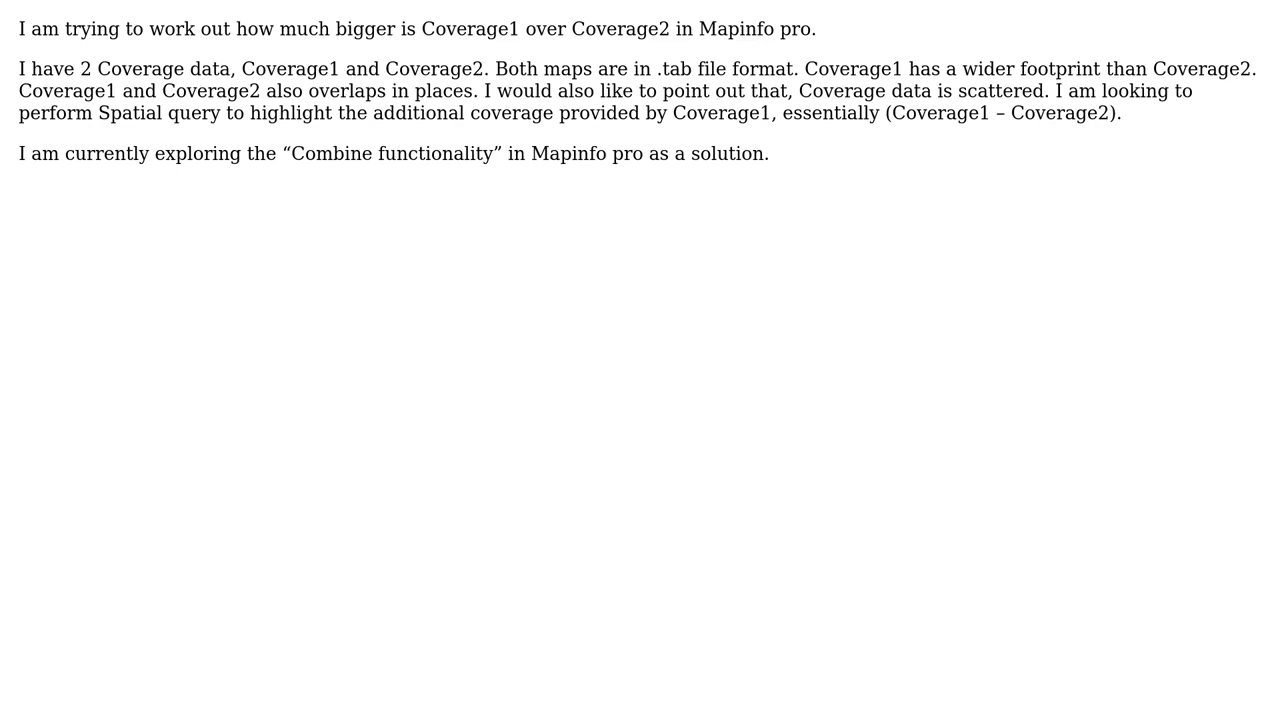 I am trying to work out how much bigger is Coverage1 over Coverage2 in Mapinfo pro.
I have 2 Coverage data, Coverage1 and Coverage2. Both maps are in .tab file format. Coverage1 has a wider footprint than Coverage2.
Coverage1 and Coverage2 also overlaps in places. I would also like to point out that, Coverage data is scattered. I am looking to
perform Spatial query to highlight the additional coverage provided by Coverage1, essentially (Coverage1 – Coverage2).
I am currently exploring the “Combine functionality” in Mapinfo pro as a solution.